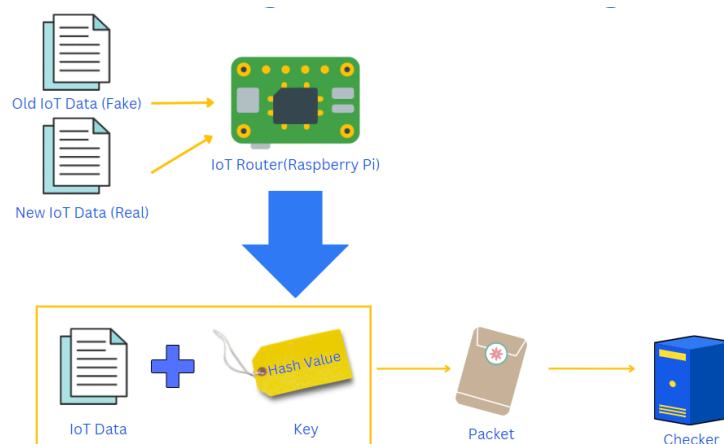 Old IoT Data (Fake)
IoT Router(Raspberry Pi)
New IoT Data (Real)
Hash Value
IoT Data
Key
Packet
Checker